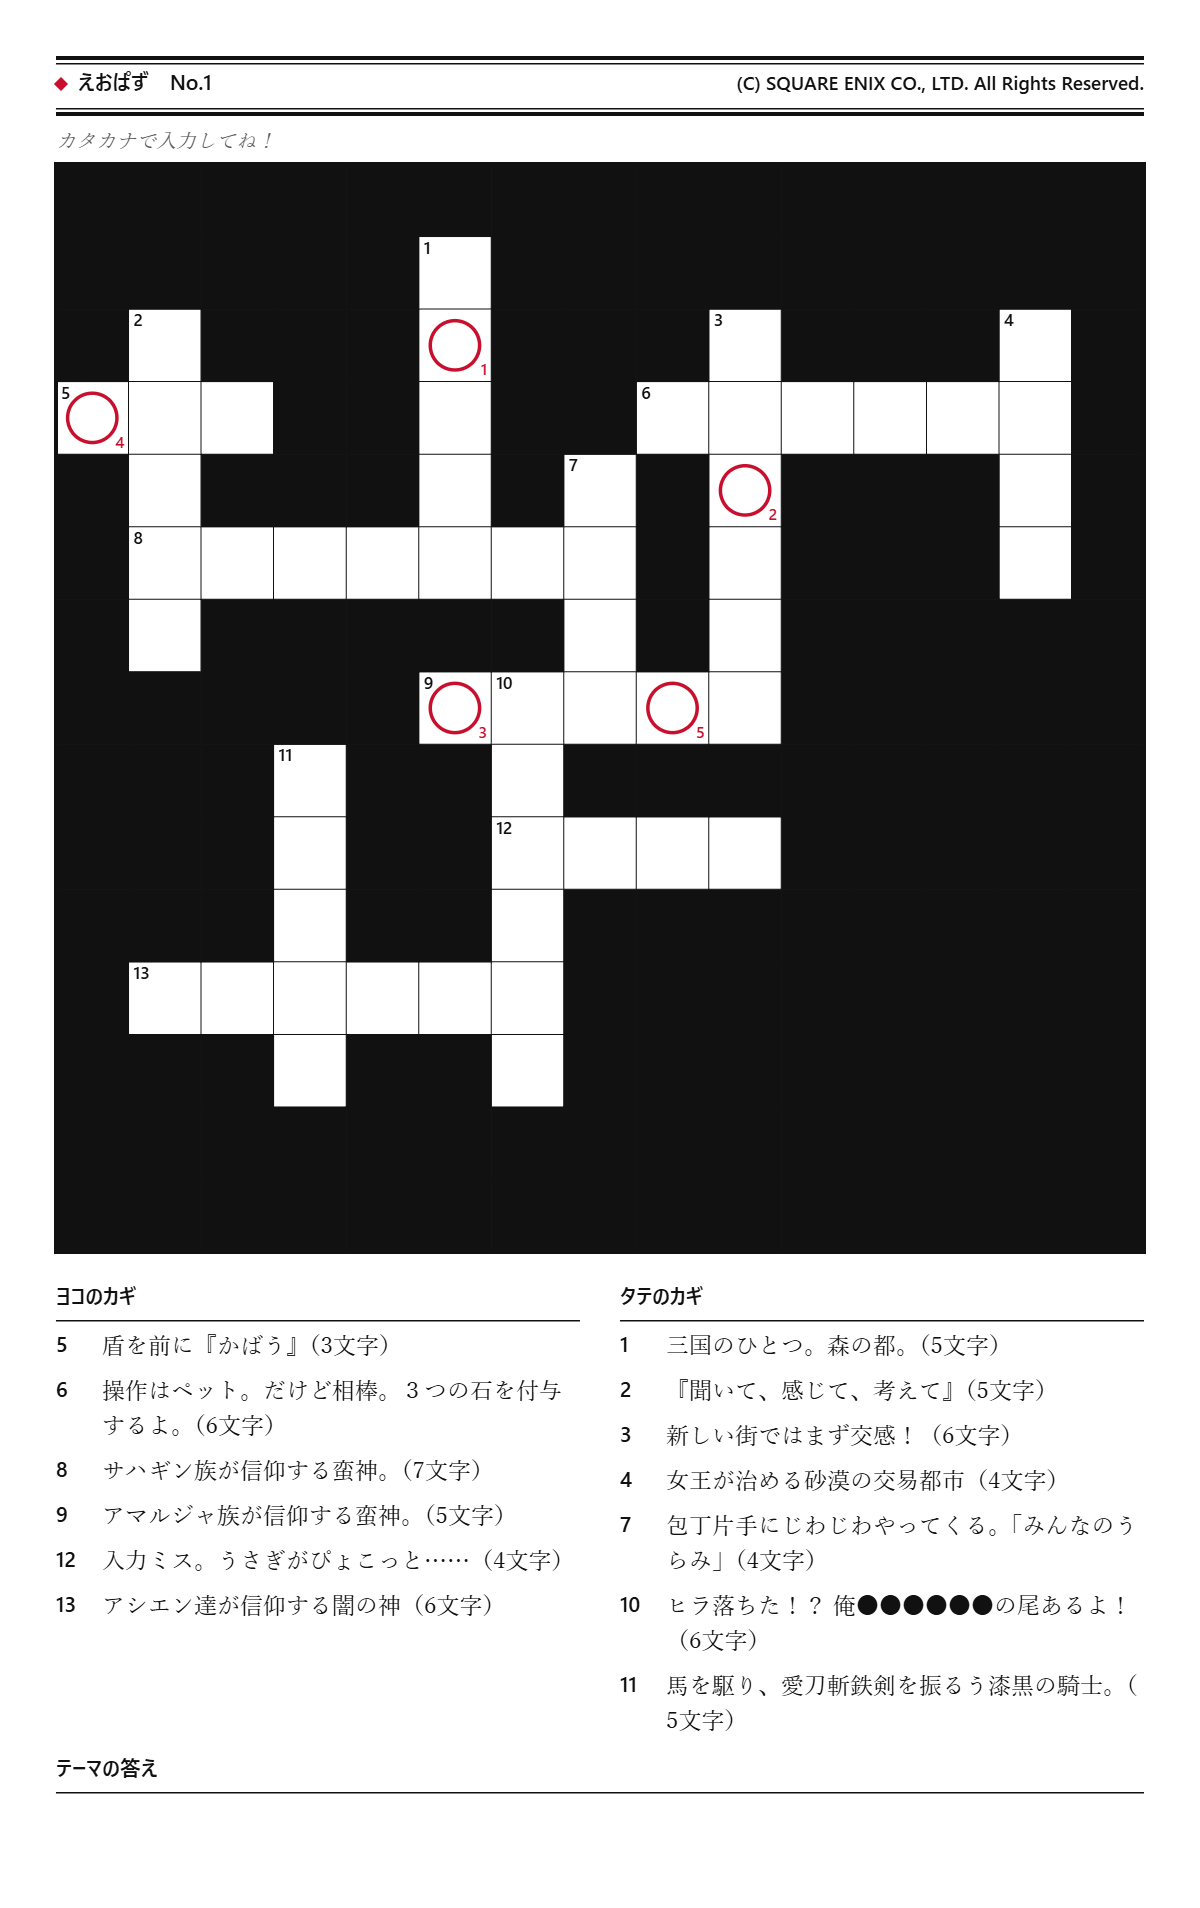 ◆ えおぱず　No.1
(C) SQUARE ENIX CO., LTD. All Rights Reserved.
カタカナで入力してね！
1
2
1
3
4
5
4
6
7
2
8
9
3
10
5
11
12
13
ヨコのカギ
5 盾を前に『かばう』（3文字）
6 操作はペット。だけど相棒。３つの石を付与
するよ。（6文字）
8 サハギン族が信仰する蛮神。（7文字）
9 アマルジャ族が信仰する蛮神。（5文字）
12 入力ミス。うさぎがぴょこっと……（4文字）
13 アシエン達が信仰する闇の神（6文字）
タテのカギ
1 三国のひとつ。森の都。（5文字）
2 『聞いて、感じて、考えて』（5文字）
3 新しい街ではまず交感！（6文字）
4 女王が治める砂漠の交易都市（4文字）
7 包丁片手にじわじわやってくる。「みんなのう
らみ」（4文字）
10 ヒラ落ちた！？ 俺●●●●●●の尾あるよ！
（6文字）
11 馬を駆り、愛刀斬鉄剣を振るう漆黒の騎士。（
5文字）
テーマの答え